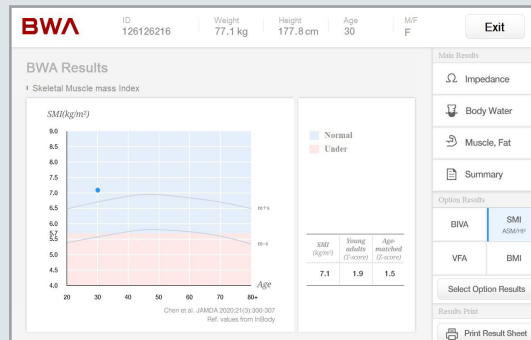 BWA
ID
126126216
Weight
77.1 kg
Height
177.8 cm
Age
30
M/F
F
Exit
BWA Results
Skeletal Muscle mass Index
SMI(kg/m²)
9.0
8.5
8.0
7.5
7.0
6.5
6.0
5.7
5.5
5.0
4.5
4.0
m+s
m-s
Age
20 30 40 50 60 70 80+
Chen et al. JAMDA 2020;21(3):300-307
Ref. values from InBody
Normal
Under
SMI (kg/m²)
Young adults (T-score)
Age-matched (Z-score)
7.1 1.9 1.5
Main Results
Impedance
Body Water
Muscle, Fat
Summary
Option Results
BIVA
SMI
ASM/Ht²
VFA
BMI
Select Option Results
Results Print
Print Result Sheet